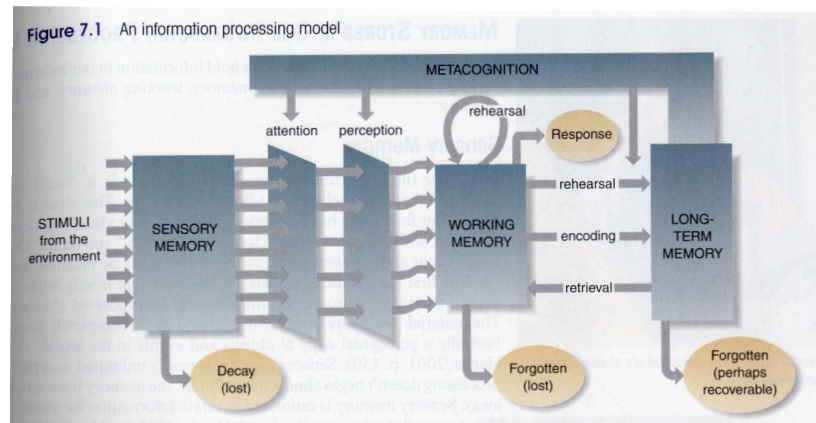 Figure 7.1 An information processing model
METACOGNITION
attention
perception
rehearsal
Response
STIMULI
from the
environment
SENSORY
MEMORY
WORKING
MEMORY
rehearsal
encoding
retrieval
LONG-
TERM
MEMORY
Decay
(lost)
Forgotten
(lost)
Forgotten
(perhaps
recoverable)